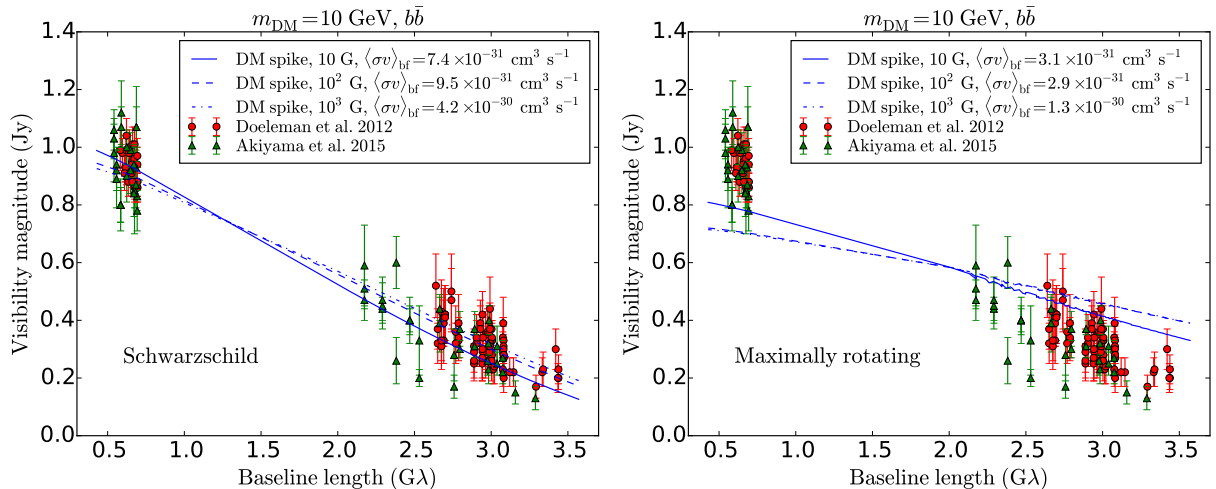 m_DM=10 GeV, bb̄
Visibility magnitude (Jy)
1.4
1.2
1.0
0.8
0.6
0.4
0.2
0.0
DM spike, 10 G, ⟨σv⟩_bf=7.4×10⁻³¹ cm³ s⁻¹
DM spike, 10² G, ⟨σv⟩_bf=9.5×10⁻³¹ cm³ s⁻¹
DM spike, 10³ G, ⟨σv⟩_bf=4.2×10⁻³⁰ cm³ s⁻¹
Doeleman et al. 2012
Akiyama et al. 2015
Schwarzschild
0.5 1.0 1.5 2.0 2.5 3.0 3.5
Baseline length (Gλ)
m_DM=10 GeV, bb̄
Visibility magnitude (Jy)
1.4
1.2
1.0
0.8
0.6
0.4
0.2
0.0
DM spike, 10 G, ⟨σv⟩_bf=3.1×10⁻³¹ cm³ s⁻¹
DM spike, 10² G, ⟨σv⟩_bf=2.9×10⁻³¹ cm³ s⁻¹
DM spike, 10³ G, ⟨σv⟩_bf=1.3×10⁻³⁰ cm³ s⁻¹
Doeleman et al. 2012
Akiyama et al. 2015
Maximally rotating
0.5 1.0 1.5 2.0 2.5 3.0 3.5
Baseline length (Gλ)